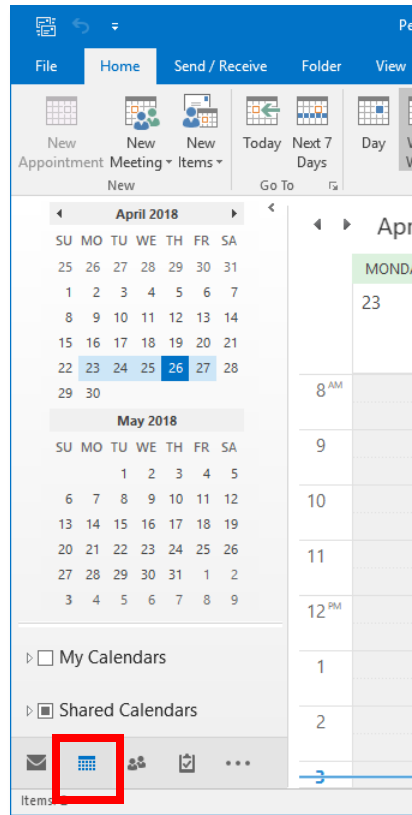 Pe
File Home Send / Receive Folder View
New Appointment New Meeting New Items Today Next 7 Days Day W
New Go To
April 2018
SU MO TU WE TH FR SA
25 26 27 28 29 30 31
1 2 3 4 5 6 7
8 9 10 11 12 13 14
15 16 17 18 19 20 21
22 23 24 25 26 27 28
29 30
May 2018
SU MO TU WE TH FR SA
1 2 3 4 5
6 7 8 9 10 11 12
13 14 15 16 17 18 19
20 21 22 23 24 25 26
27 28 29 30 31 1 2
3 4 5 6 7 8 9
My Calendars
Shared Calendars
Items:
Apr
MONDA
23
8 AM
9
10
11
12 PM
1
2
3